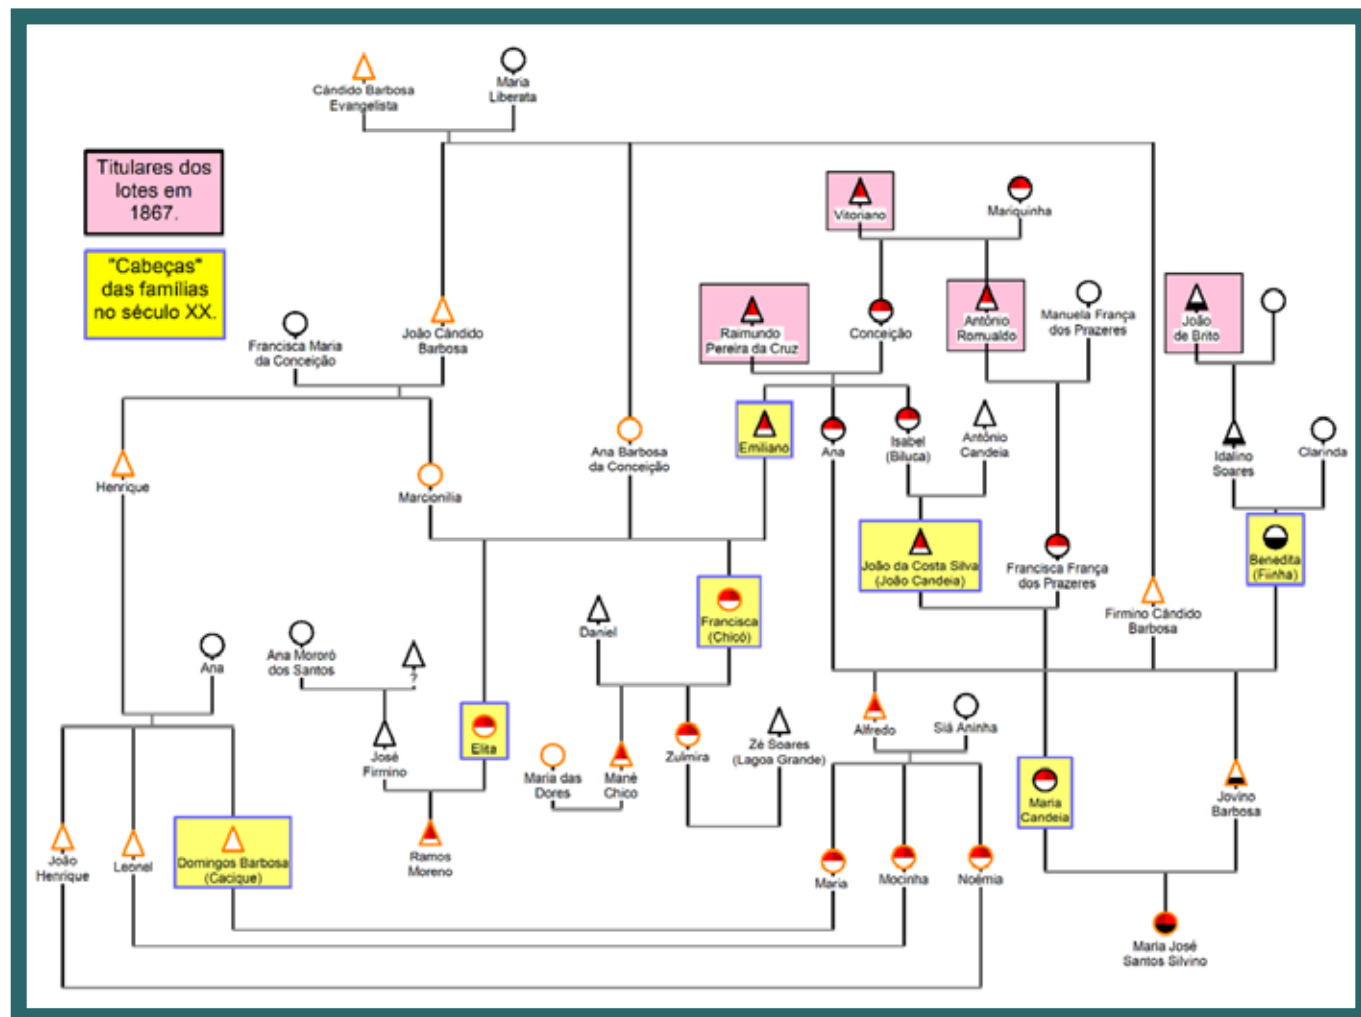 Cândido Barbosa
Evangelista
Maria
Liberata
Titulares dos
lotes em
1867.
"Cabeças"
das famílias
no século XX.
Vitoriano
Mariquinha
Francisca Maria
da Conceição
João Cândido
Barbosa
Raimundo
Pereira da Cruz
Conceição
Antônio
Romualdo
Manuela França
dos Prazeres
João
de Brito
Henrique
Marcionilia
Ana Barbosa
da Conceição
Emiliano
Ana
Isabel
(Biluca)
Antônio
Candeia
Idalino
Soares
Clarinda
João da Costa Silva
(João Candeia)
Francisca França
dos Prazeres
Benedita
(Fiinha)
Francisca
(Chicó)
Firmino Cândido
Barbosa
Ana
Ana Mororó
dos Santos
?
Daniel
José
Firmino
Elita
Maria das
Dores
Mané
Chico
Zulmira
Zé Soares
(Lagoa Grande)
Alfredo
Siá Aninha
Maria
Candeia
Jovino
Barbosa
João
Henrique
Leonel
Domingos Barbosa
(Cacique)
Ramos
Moreno
Maria
Mocinha
Noêmia
Maria José
Santos Silvino